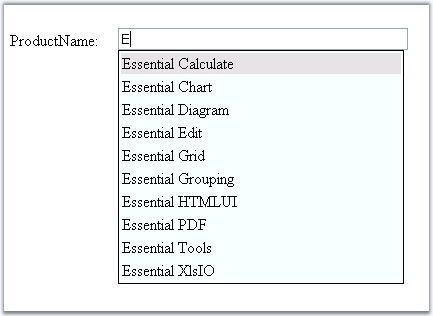 ProductName: E
Essential Calculate
Essential Chart
Essential Diagram
Essential Edit
Essential Grid
Essential Grouping
Essential HTMLUI
Essential PDF
Essential Tools
Essential XlsIO